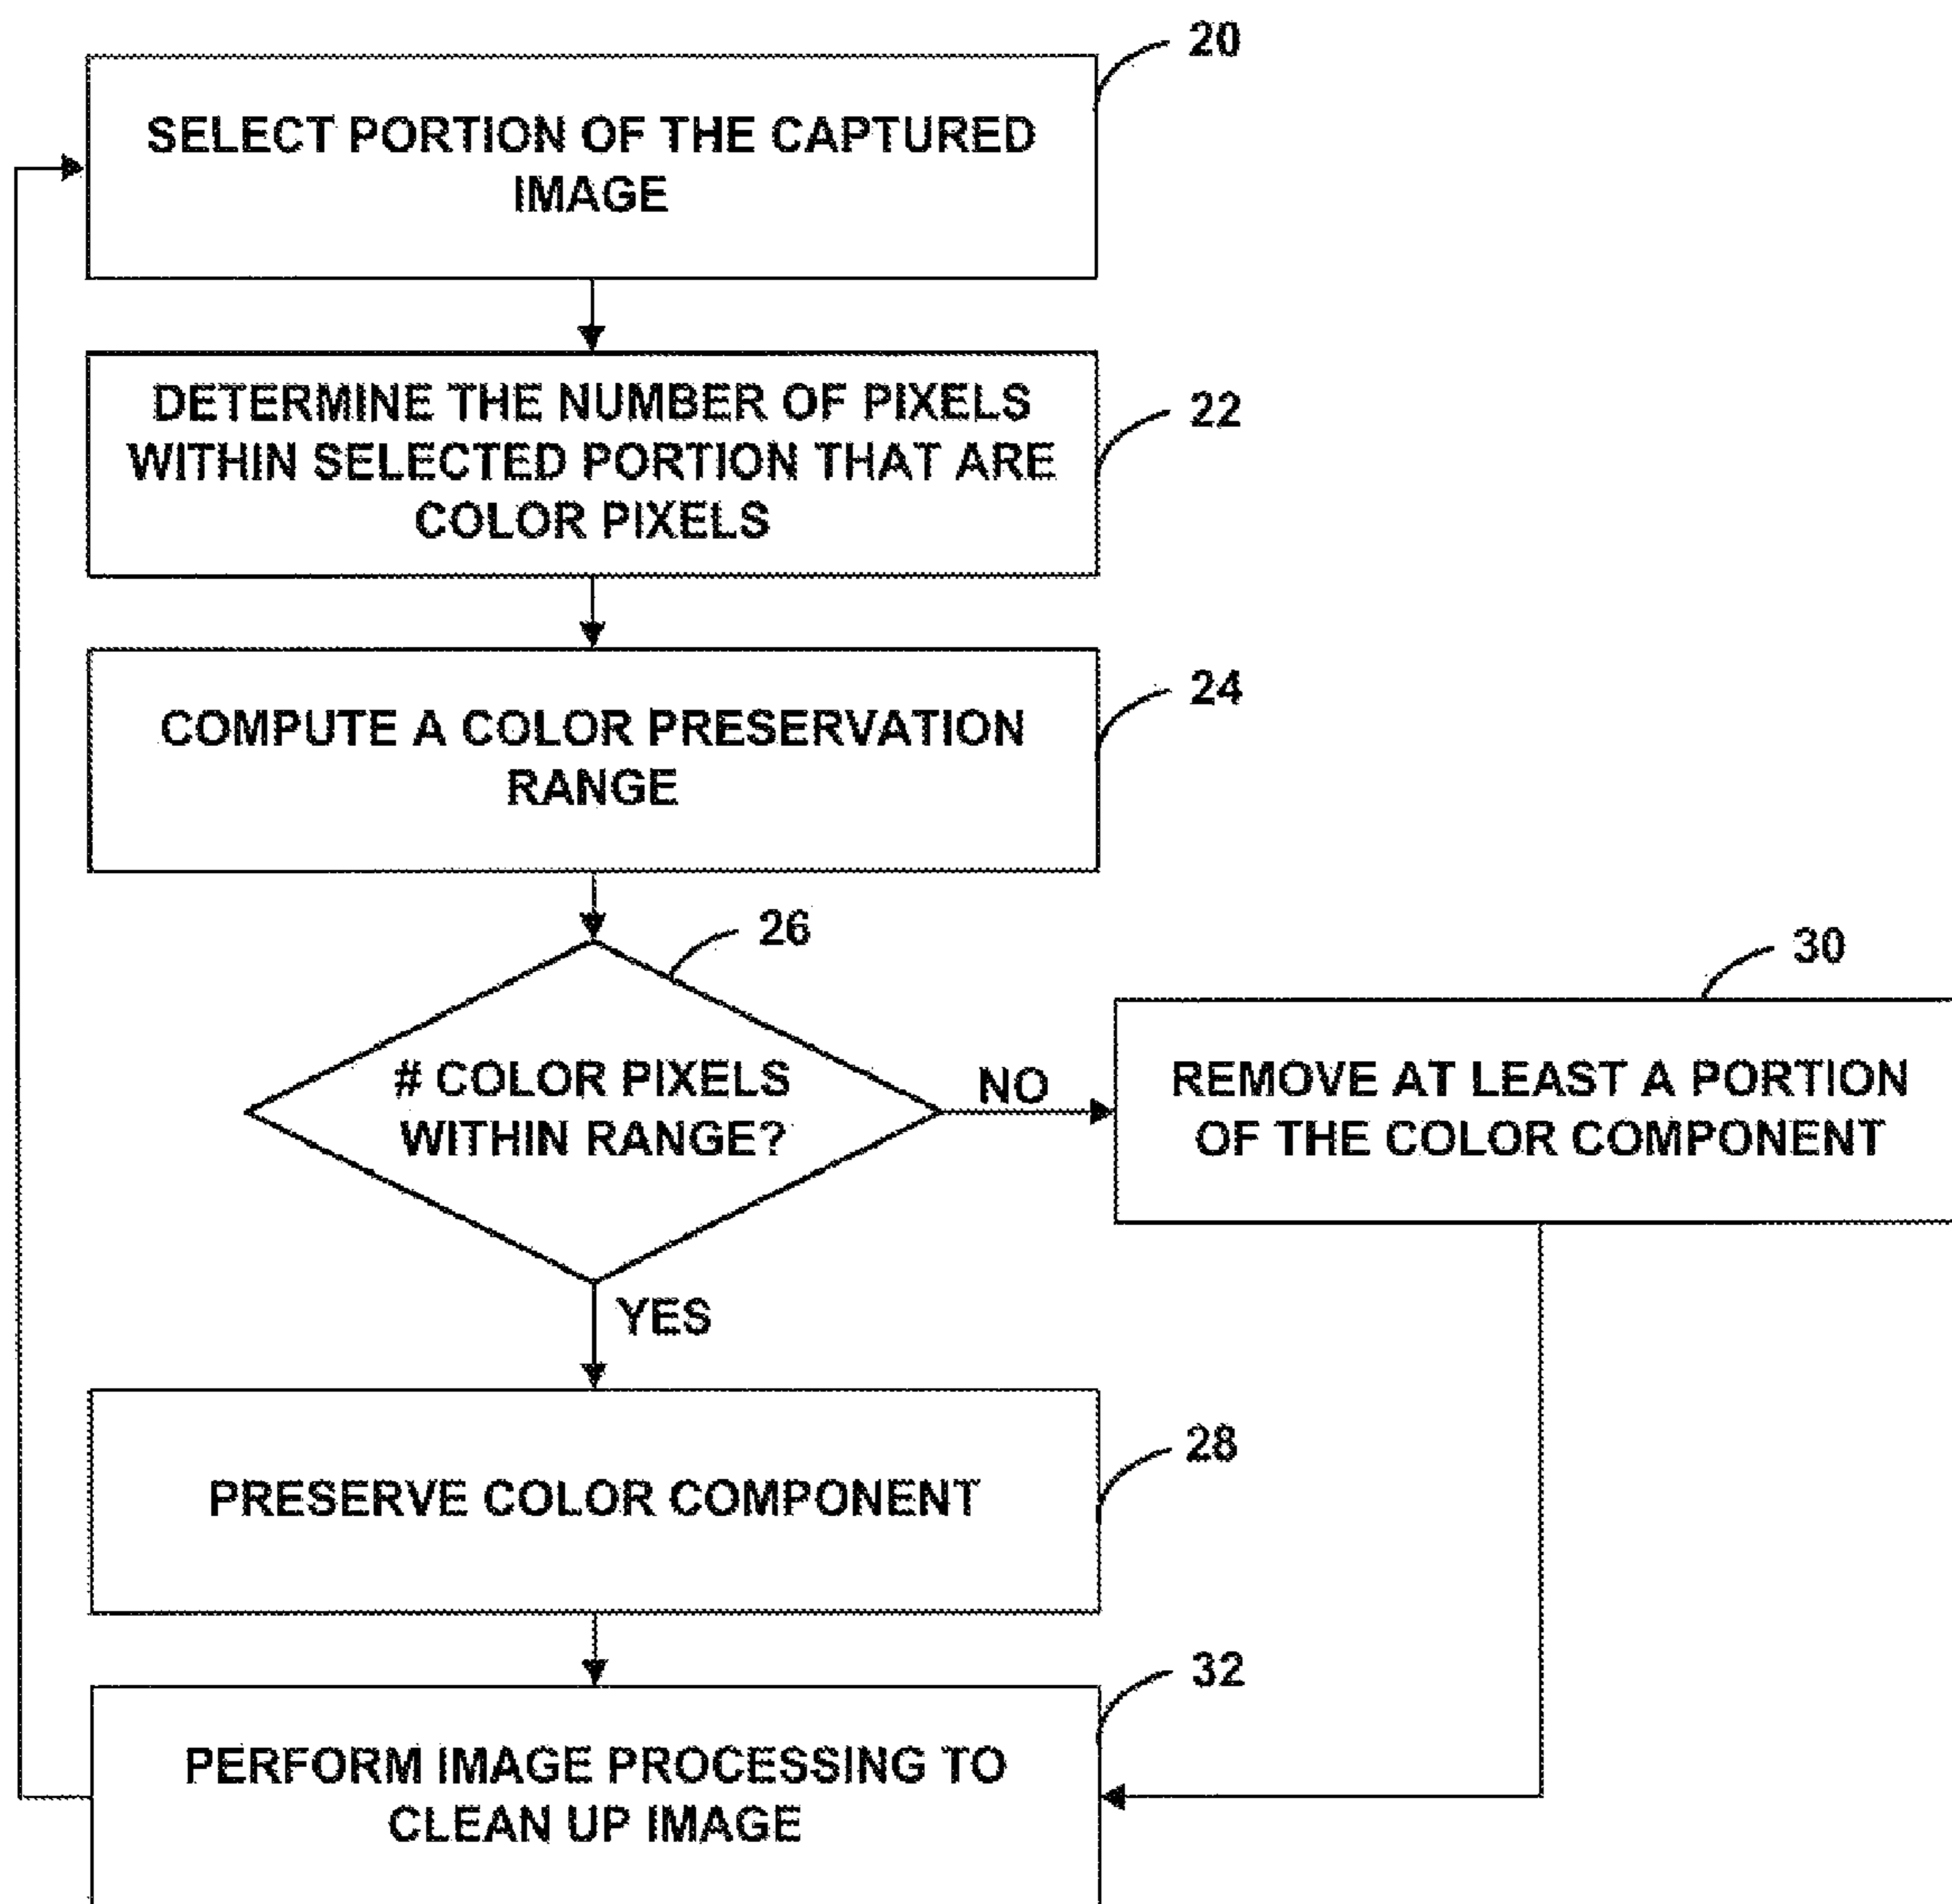 20
SELECT PORTION OF THE CAPTURED
IMAGE
DETERMINE THE NUMBER OF PIXELS
WITHIN SELECTED PORTION THAT ARE
COLOR PIXELS
22
COMPUTE A COLOR PRESERVATION
RANGE
24
26
# COLOR PIXELS
WITHIN RANGE?
NO
30
REMOVE AT LEAST A PORTION
OF THE COLOR COMPONENT
YES
PRESERVE COLOR COMPONENT
28
32
PERFORM IMAGE PROCESSING TO
CLEAN UP IMAGE